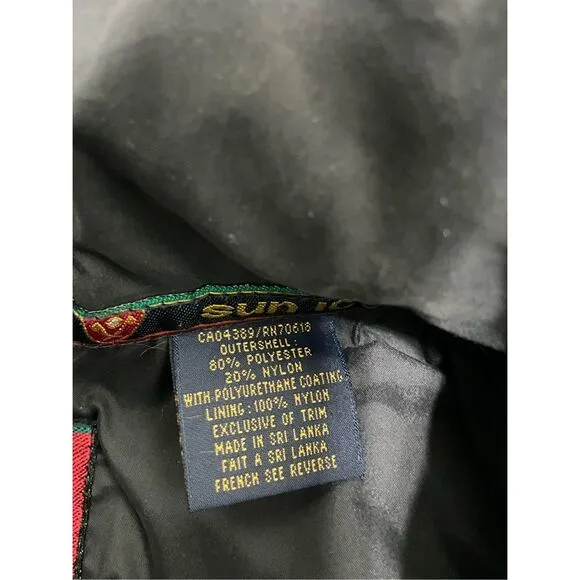 sun
CA04389/RN70618
OUTERSHELL:
80% POLYESTER
20% NYLON
WITH POLYURETHANE COATING
LINING:100% NYLON
EXCLUSIVE OF TRIM
MADE IN SRI LANKA
FAIT A SRI LANKA
FRENCH SEE REVERSE